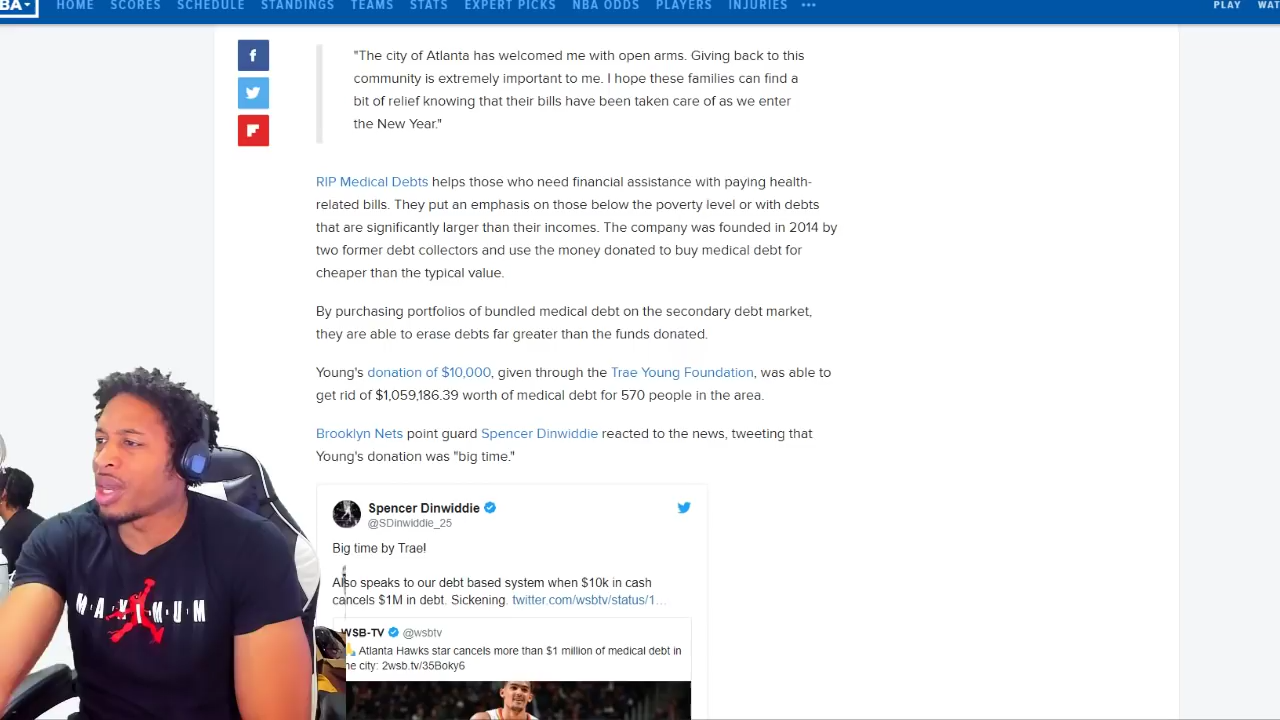 BA
HOME SCORES SCHEDULE STANDINGS TEAMS STATS EXPERT PICKS NBA ODDS PLAYERS INJURIES ••• PLAY WAT
"The city of Atlanta has welcomed me with open arms. Giving back to this
community is extremely important to me. I hope these families can find a
bit of relief knowing that their bills have been taken care of as we enter
the New Year."
RIP Medical Debts helps those who need financial assistance with paying health-
related bills. They put an emphasis on those below the poverty level or with debts
that are significantly larger than their incomes. The company was founded in 2014 by
two former debt collectors and use the money donated to buy medical debt for
cheaper than the typical value.
By purchasing portfolios of bundled medical debt on the secondary debt market,
they are able to erase debts far greater than the funds donated.
Young's donation of $10,000, given through the Trae Young Foundation, was able to
get rid of $1,059,186.39 worth of medical debt for 570 people in the area.
Brooklyn Nets point guard Spencer Dinwiddie reacted to the news, tweeting that
Young's donation was "big time."
Spencer Dinwiddie
@SDinwiddie_25
Big time by Trae!
Also speaks to our debt based system when $10k in cash
cancels $1M in debt. Sickening. twitter.com/wsbtv/status/1…
WSB-TV @wsbtv
Atlanta Hawks star cancels more than $1 million of medical debt in
he city: 2wsb.tv/35Boky6
MAXIMUM